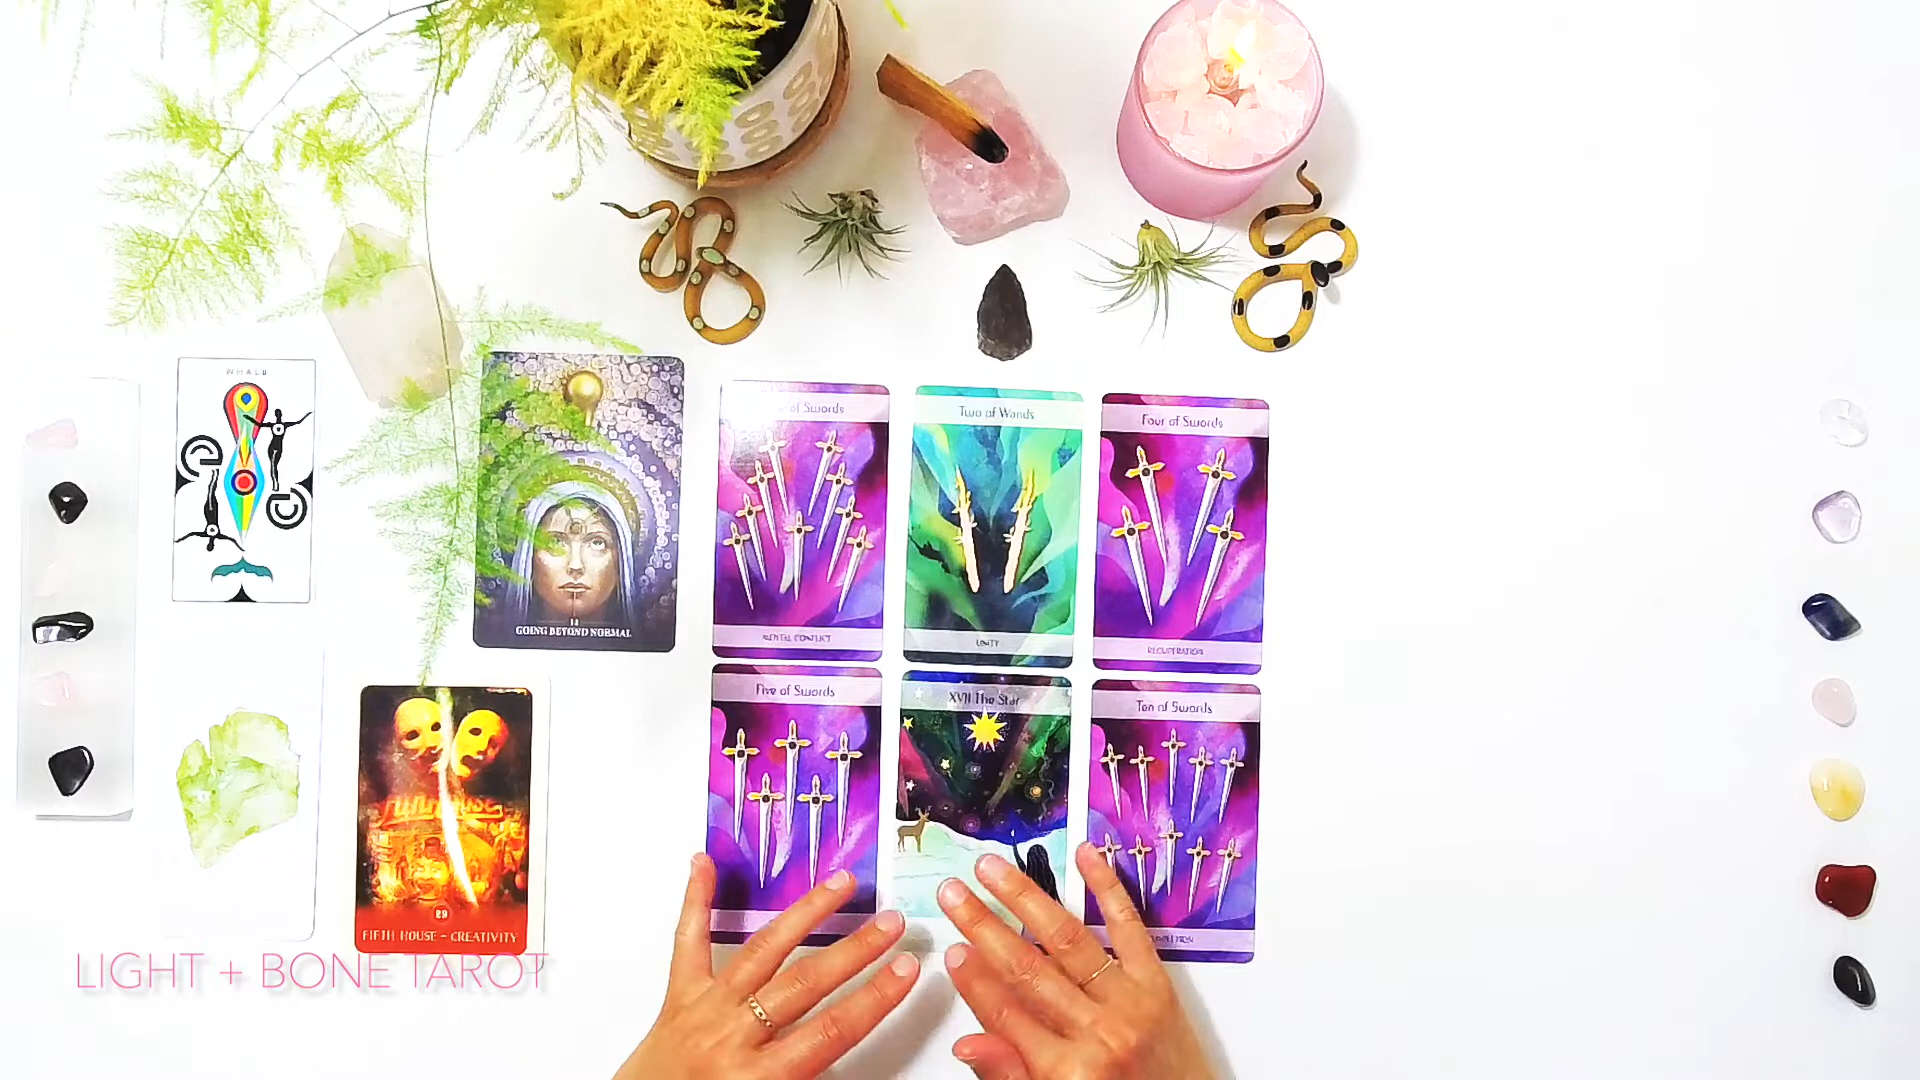 WHALE
of Swords
Two of Wands
Four of Swords
11
GOING BEYOND NORMAL
MENTAL CONFLICT
UNITY
RECUPERATION
Five of Swords
XVII The Star
Ten of Swords
FIFTH HOUSE - CREATIVITY
LIGHT + BONE TAROT